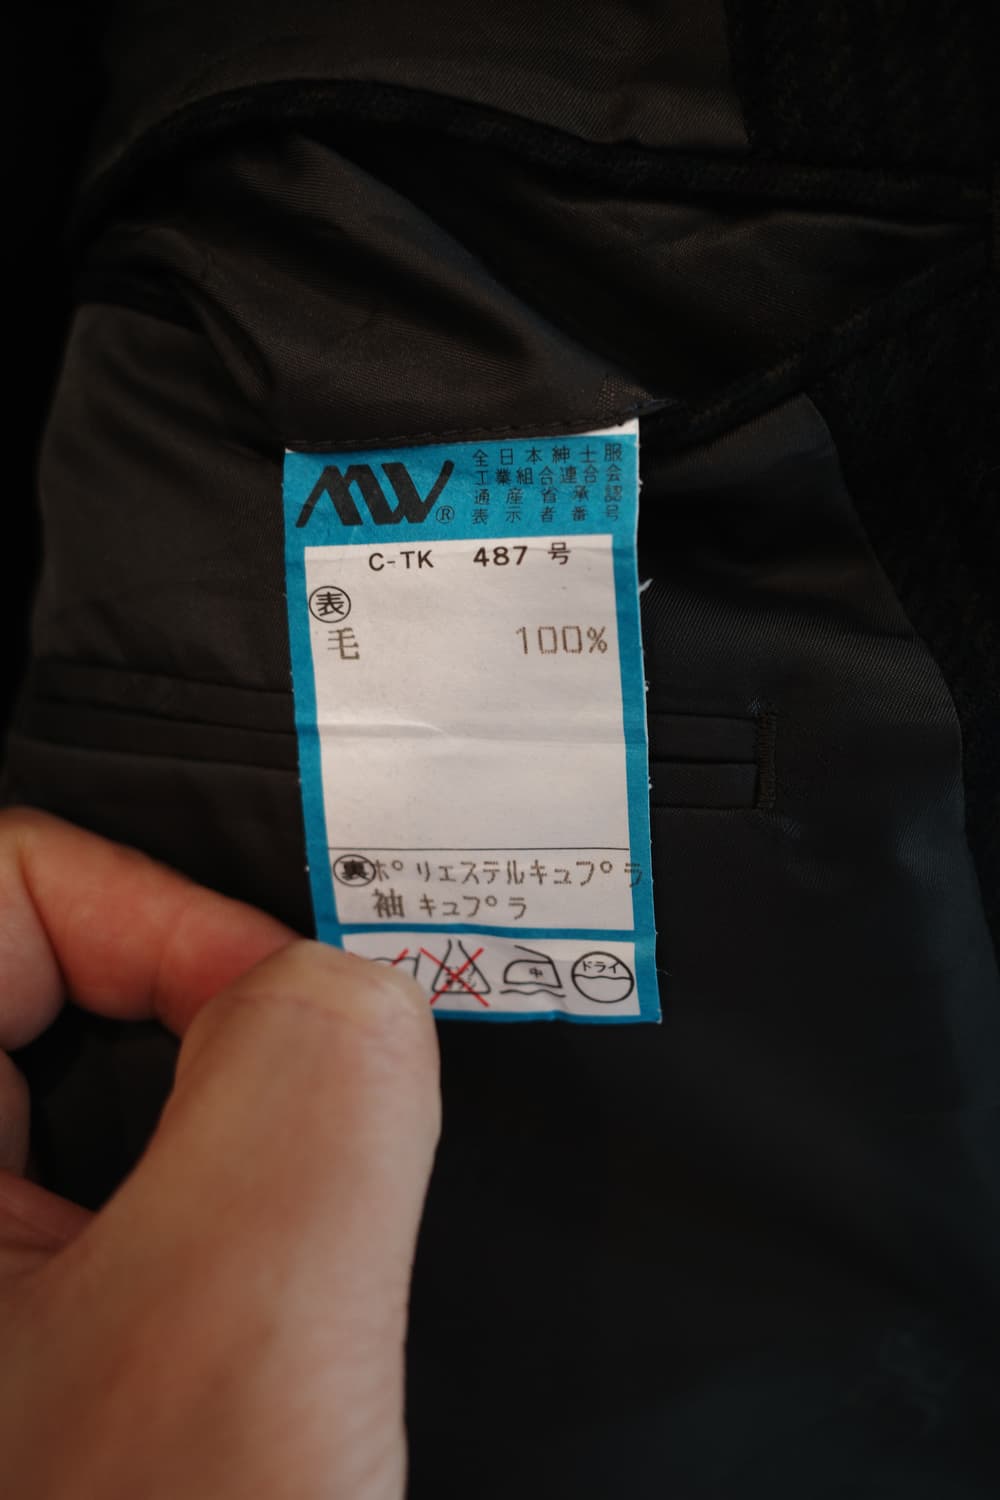 MW®
全日本紳士服
工業組合連合会
通産省承認
表示者番号
C-TK 487 号
表
毛 100%
裏 ポリエステルキュプラ
袖 キュプラ
中
ドライ